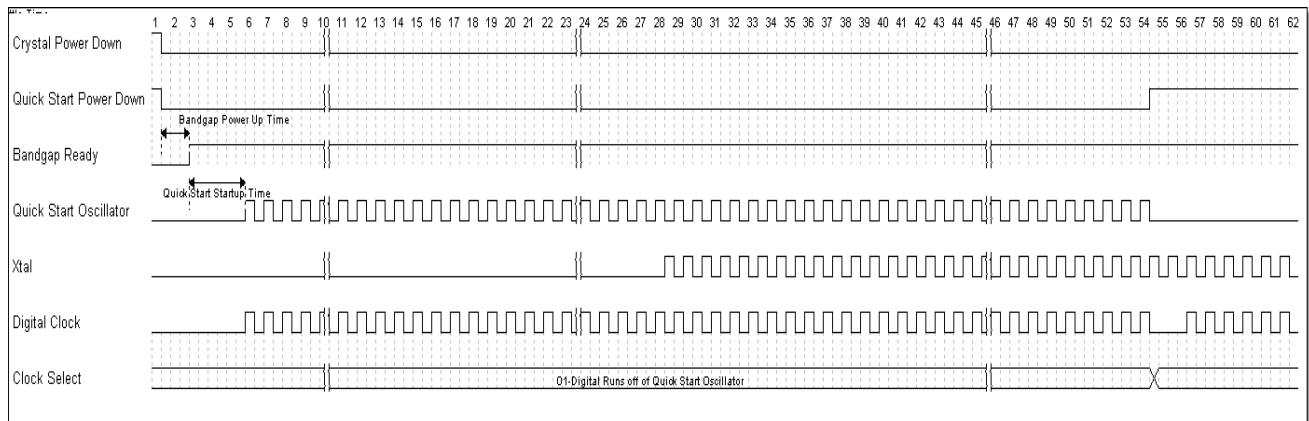 1 2 3 4 5 6 7 8 9 10 11 12 13 14 15 16 17 18 19 20 21 22 23 24 25 26 27 28 29 30 31 32 33 34 35 36 37 38 39 40 41 42 43 44 45 46 47 48 49 50 51 52 53 54 55 56 57 58 59 60 61 62
Crystal Power Down
Quick Start Power Down
Bandgap Power Up Time
Bandgap Ready
Quick Start Startup Time
Quick Start Oscillator
Xtal
Digital Clock
Clock Select
01-Digital Runs off of Quick Start Oscillator